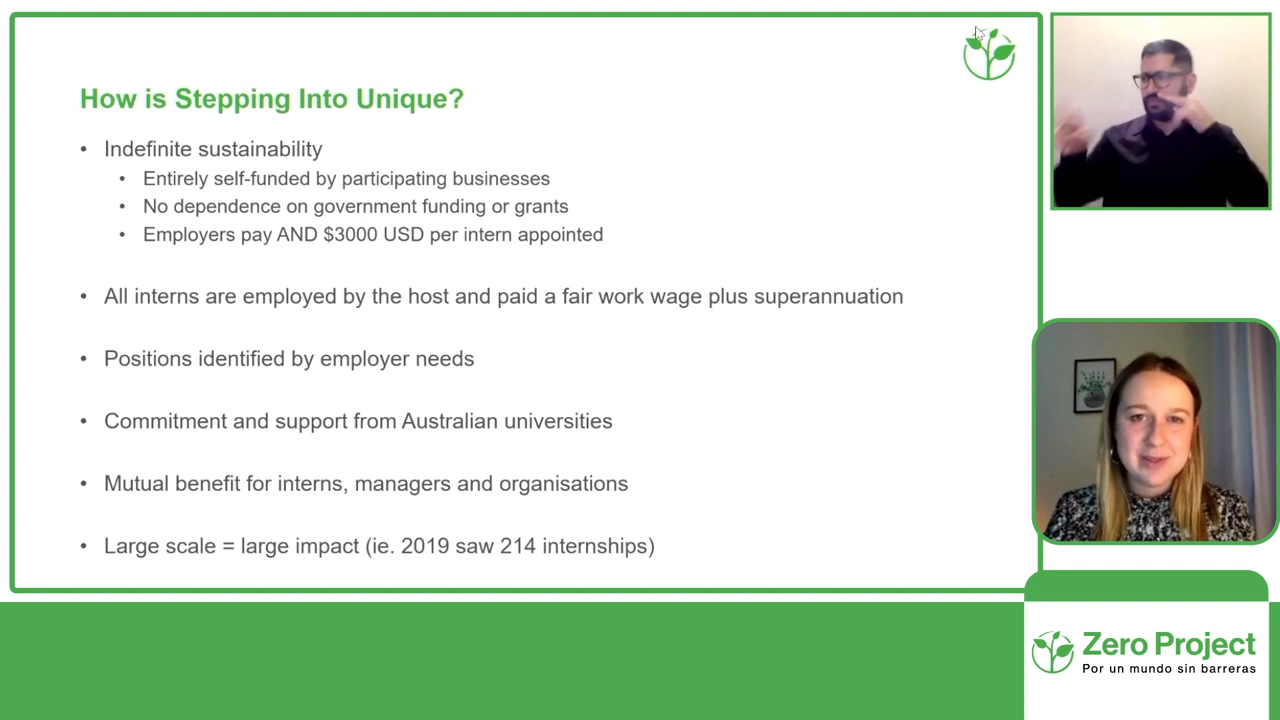 How is Stepping Into Unique?
• Indefinite sustainability
• Entirely self-funded by participating businesses
• No dependence on government funding or grants
• Employers pay AND $3000 USD per intern appointed
• All interns are employed by the host and paid a fair work wage plus superannuation
• Positions identified by employer needs
• Commitment and support from Australian universities
• Mutual benefit for interns, managers and organisations
• Large scale = large impact (ie. 2019 saw 214 internships)
Zero Project
Por un mundo sin barreras